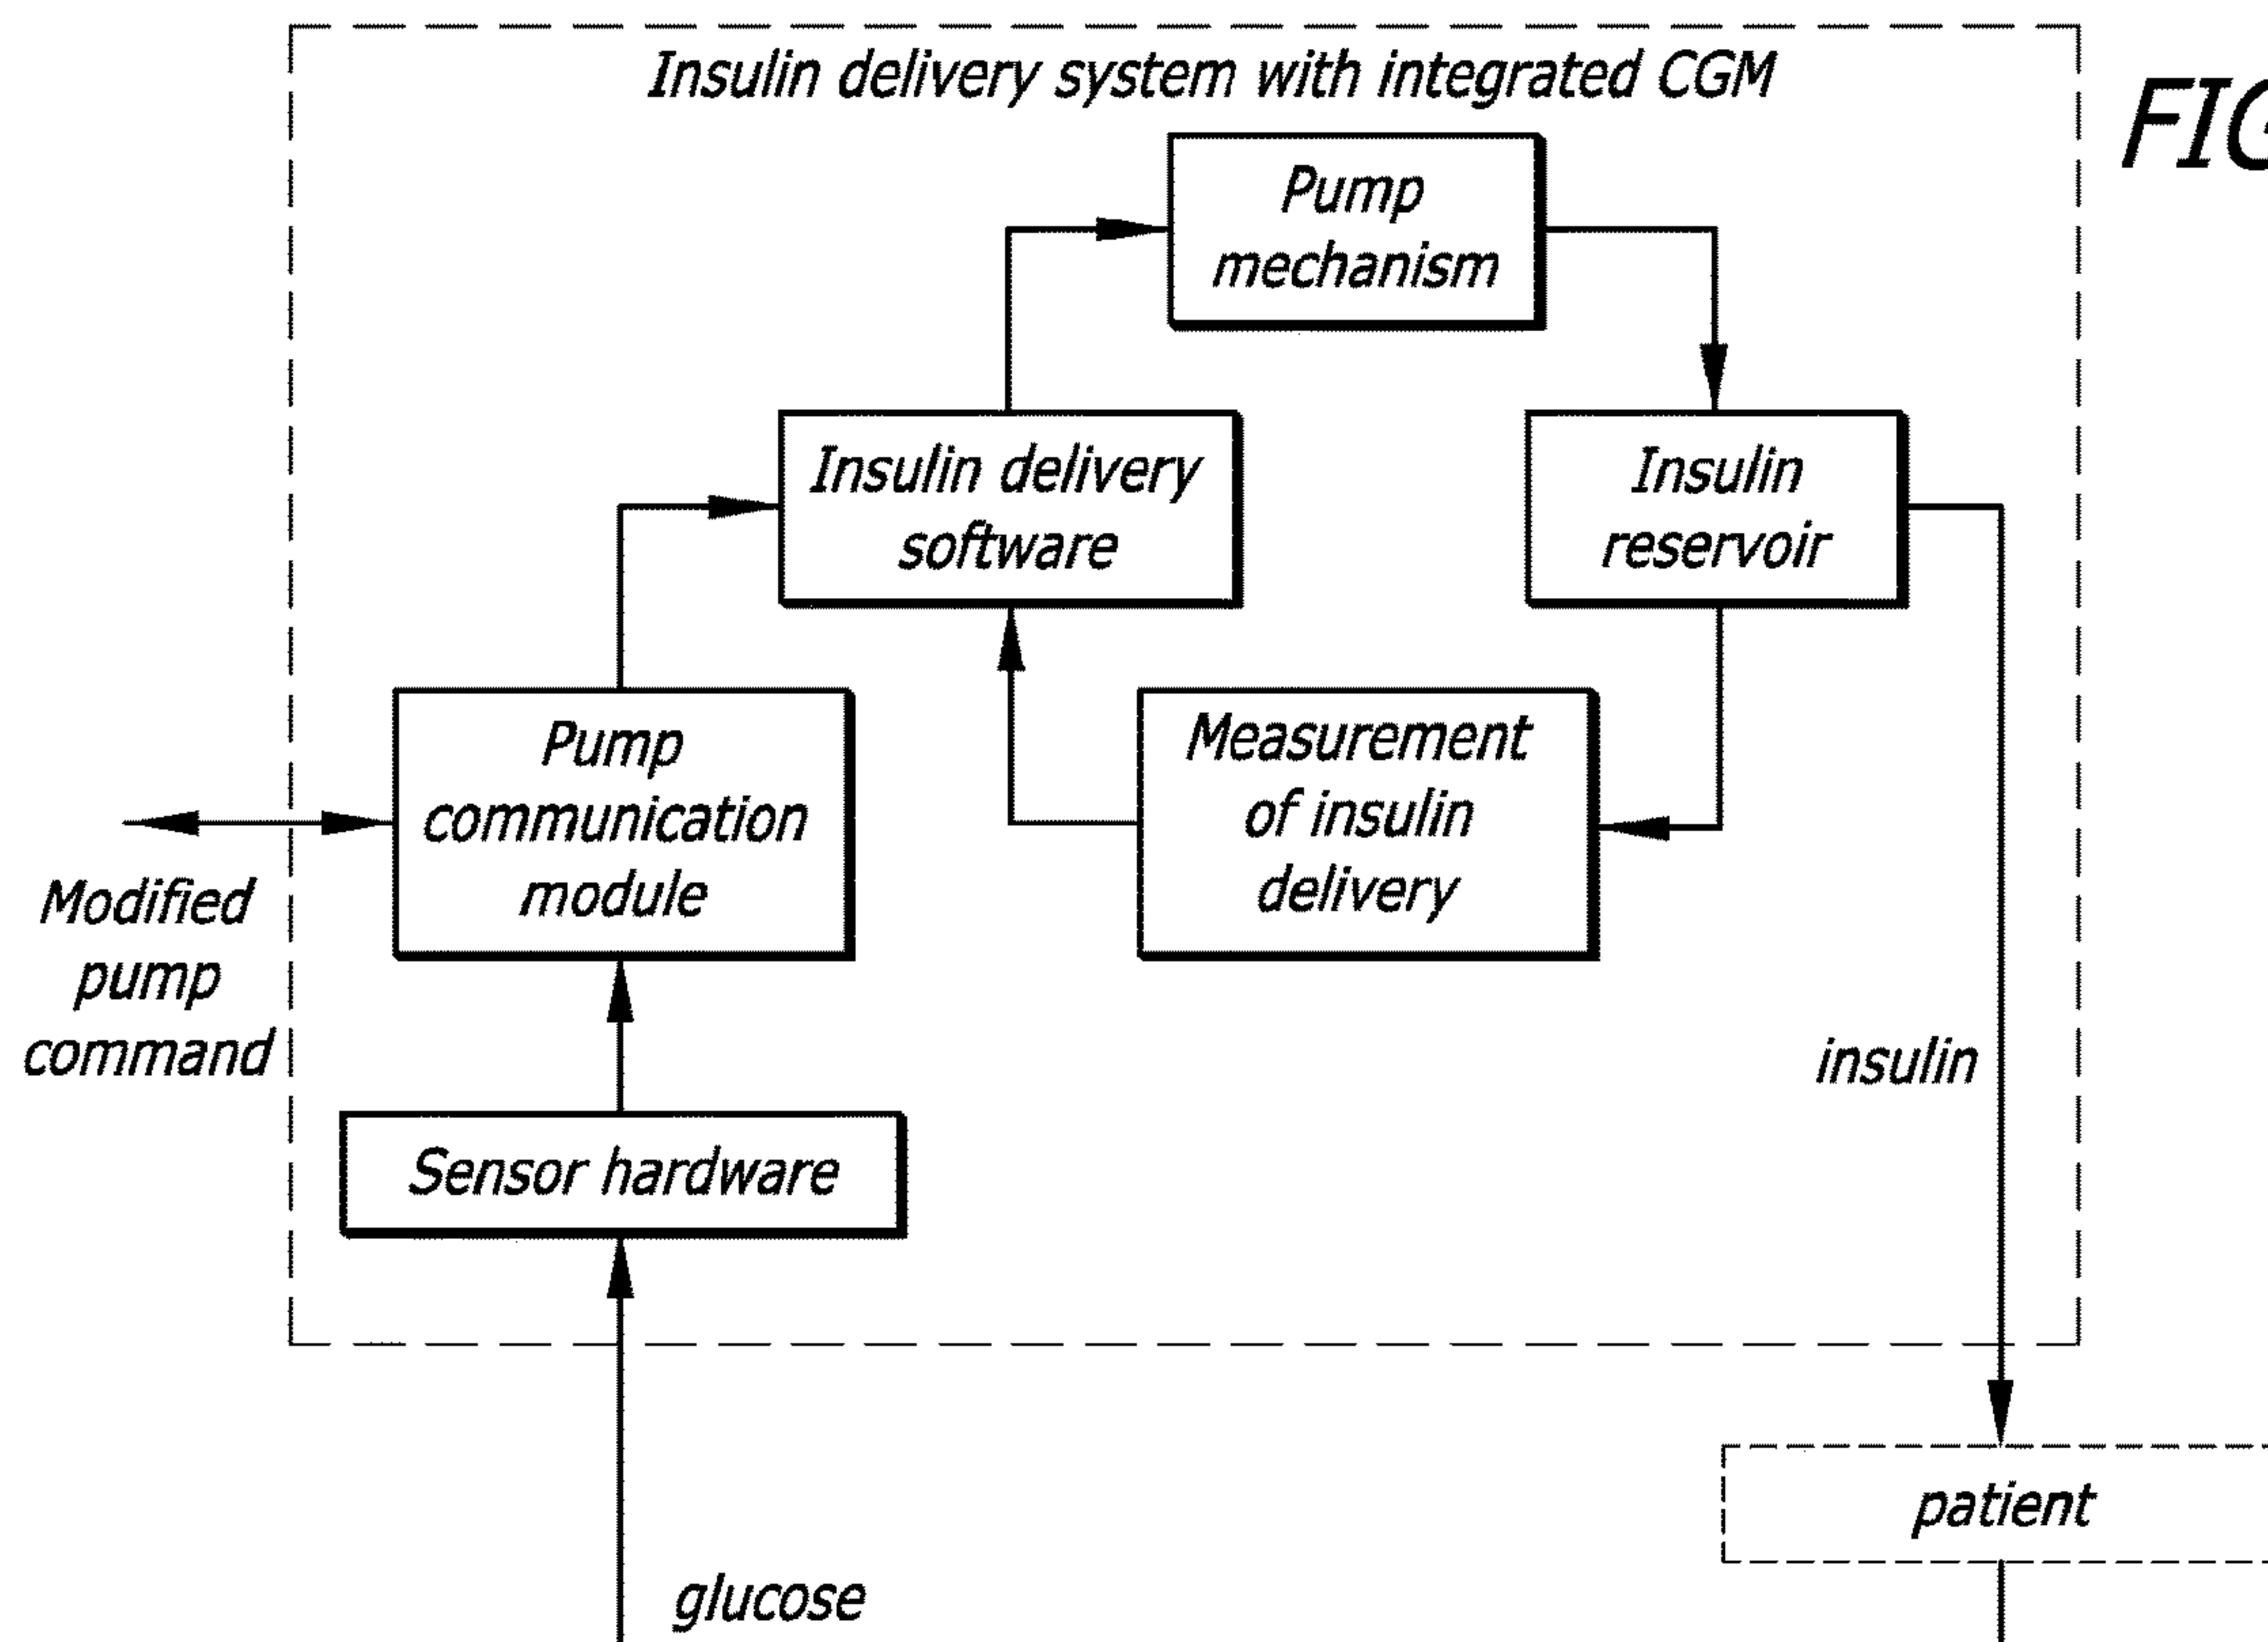 Insulin delivery system with integrated CGM
FIG
Pump
mechanism
Insulin delivery
software
Insulin
reservoir
Pump
communication
module
Measurement
of insulin
delivery
Modified
pump
command
insulin
Sensor hardware
patient
glucose